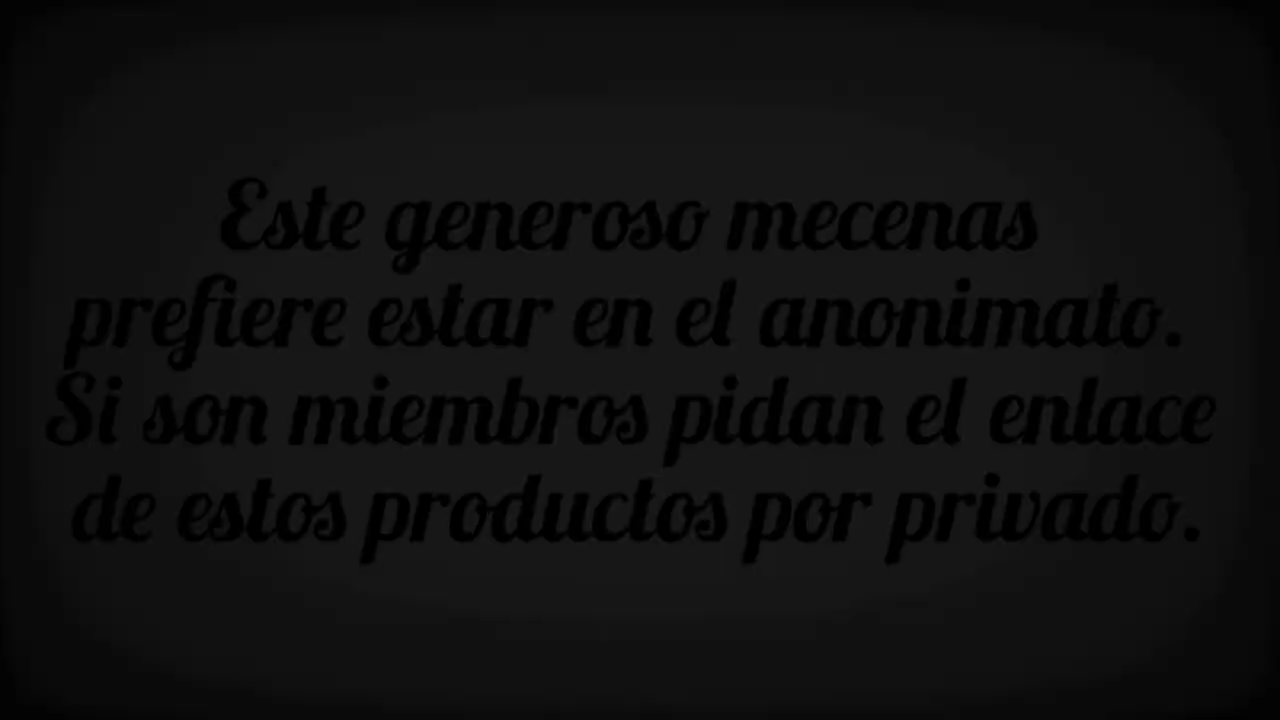 Este generoso mecenas
prefiere estar en el anonimato.
Si son miembros pidan el enlace
de estos productos por privado.